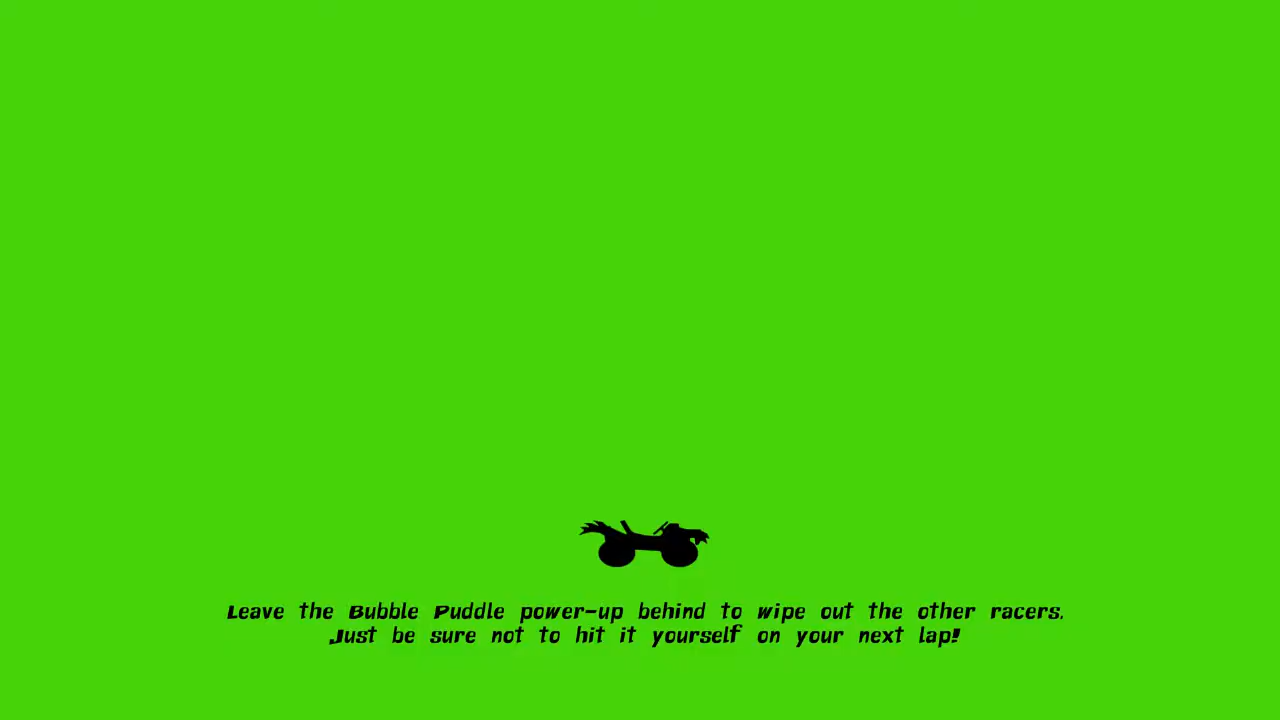 Leave the Bubble Puddle power-up behind to wipe out the other racers.
Just be sure not to hit it yourself on your next lap!